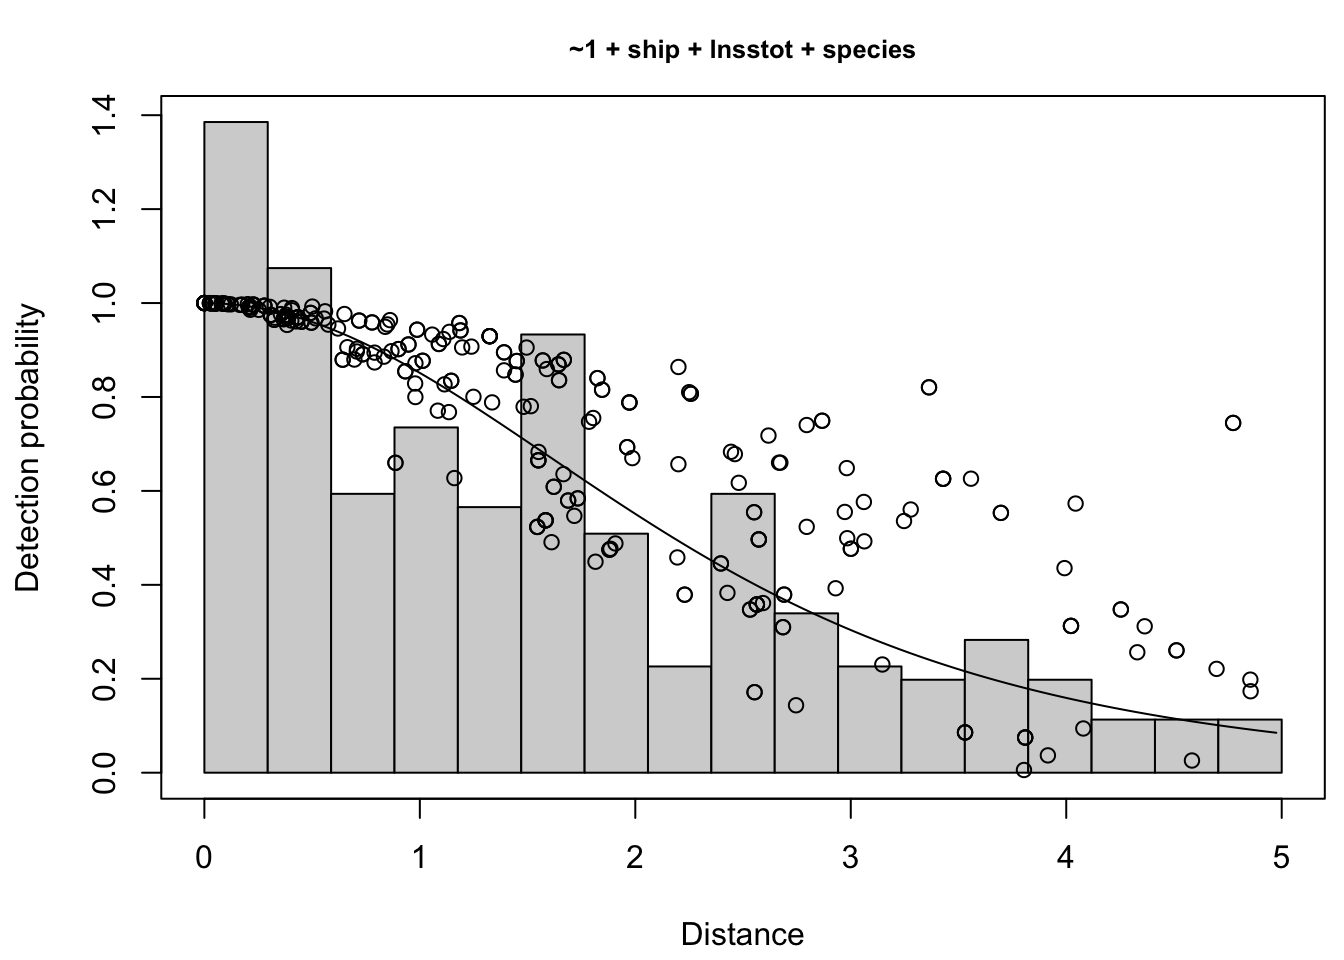 ~1 + ship + lnsstot + species
Detection probability
1.4
1.2
1.0
0.8
0.6
0.4
0.2
0.0
0 1 2 3 4 5
Distance